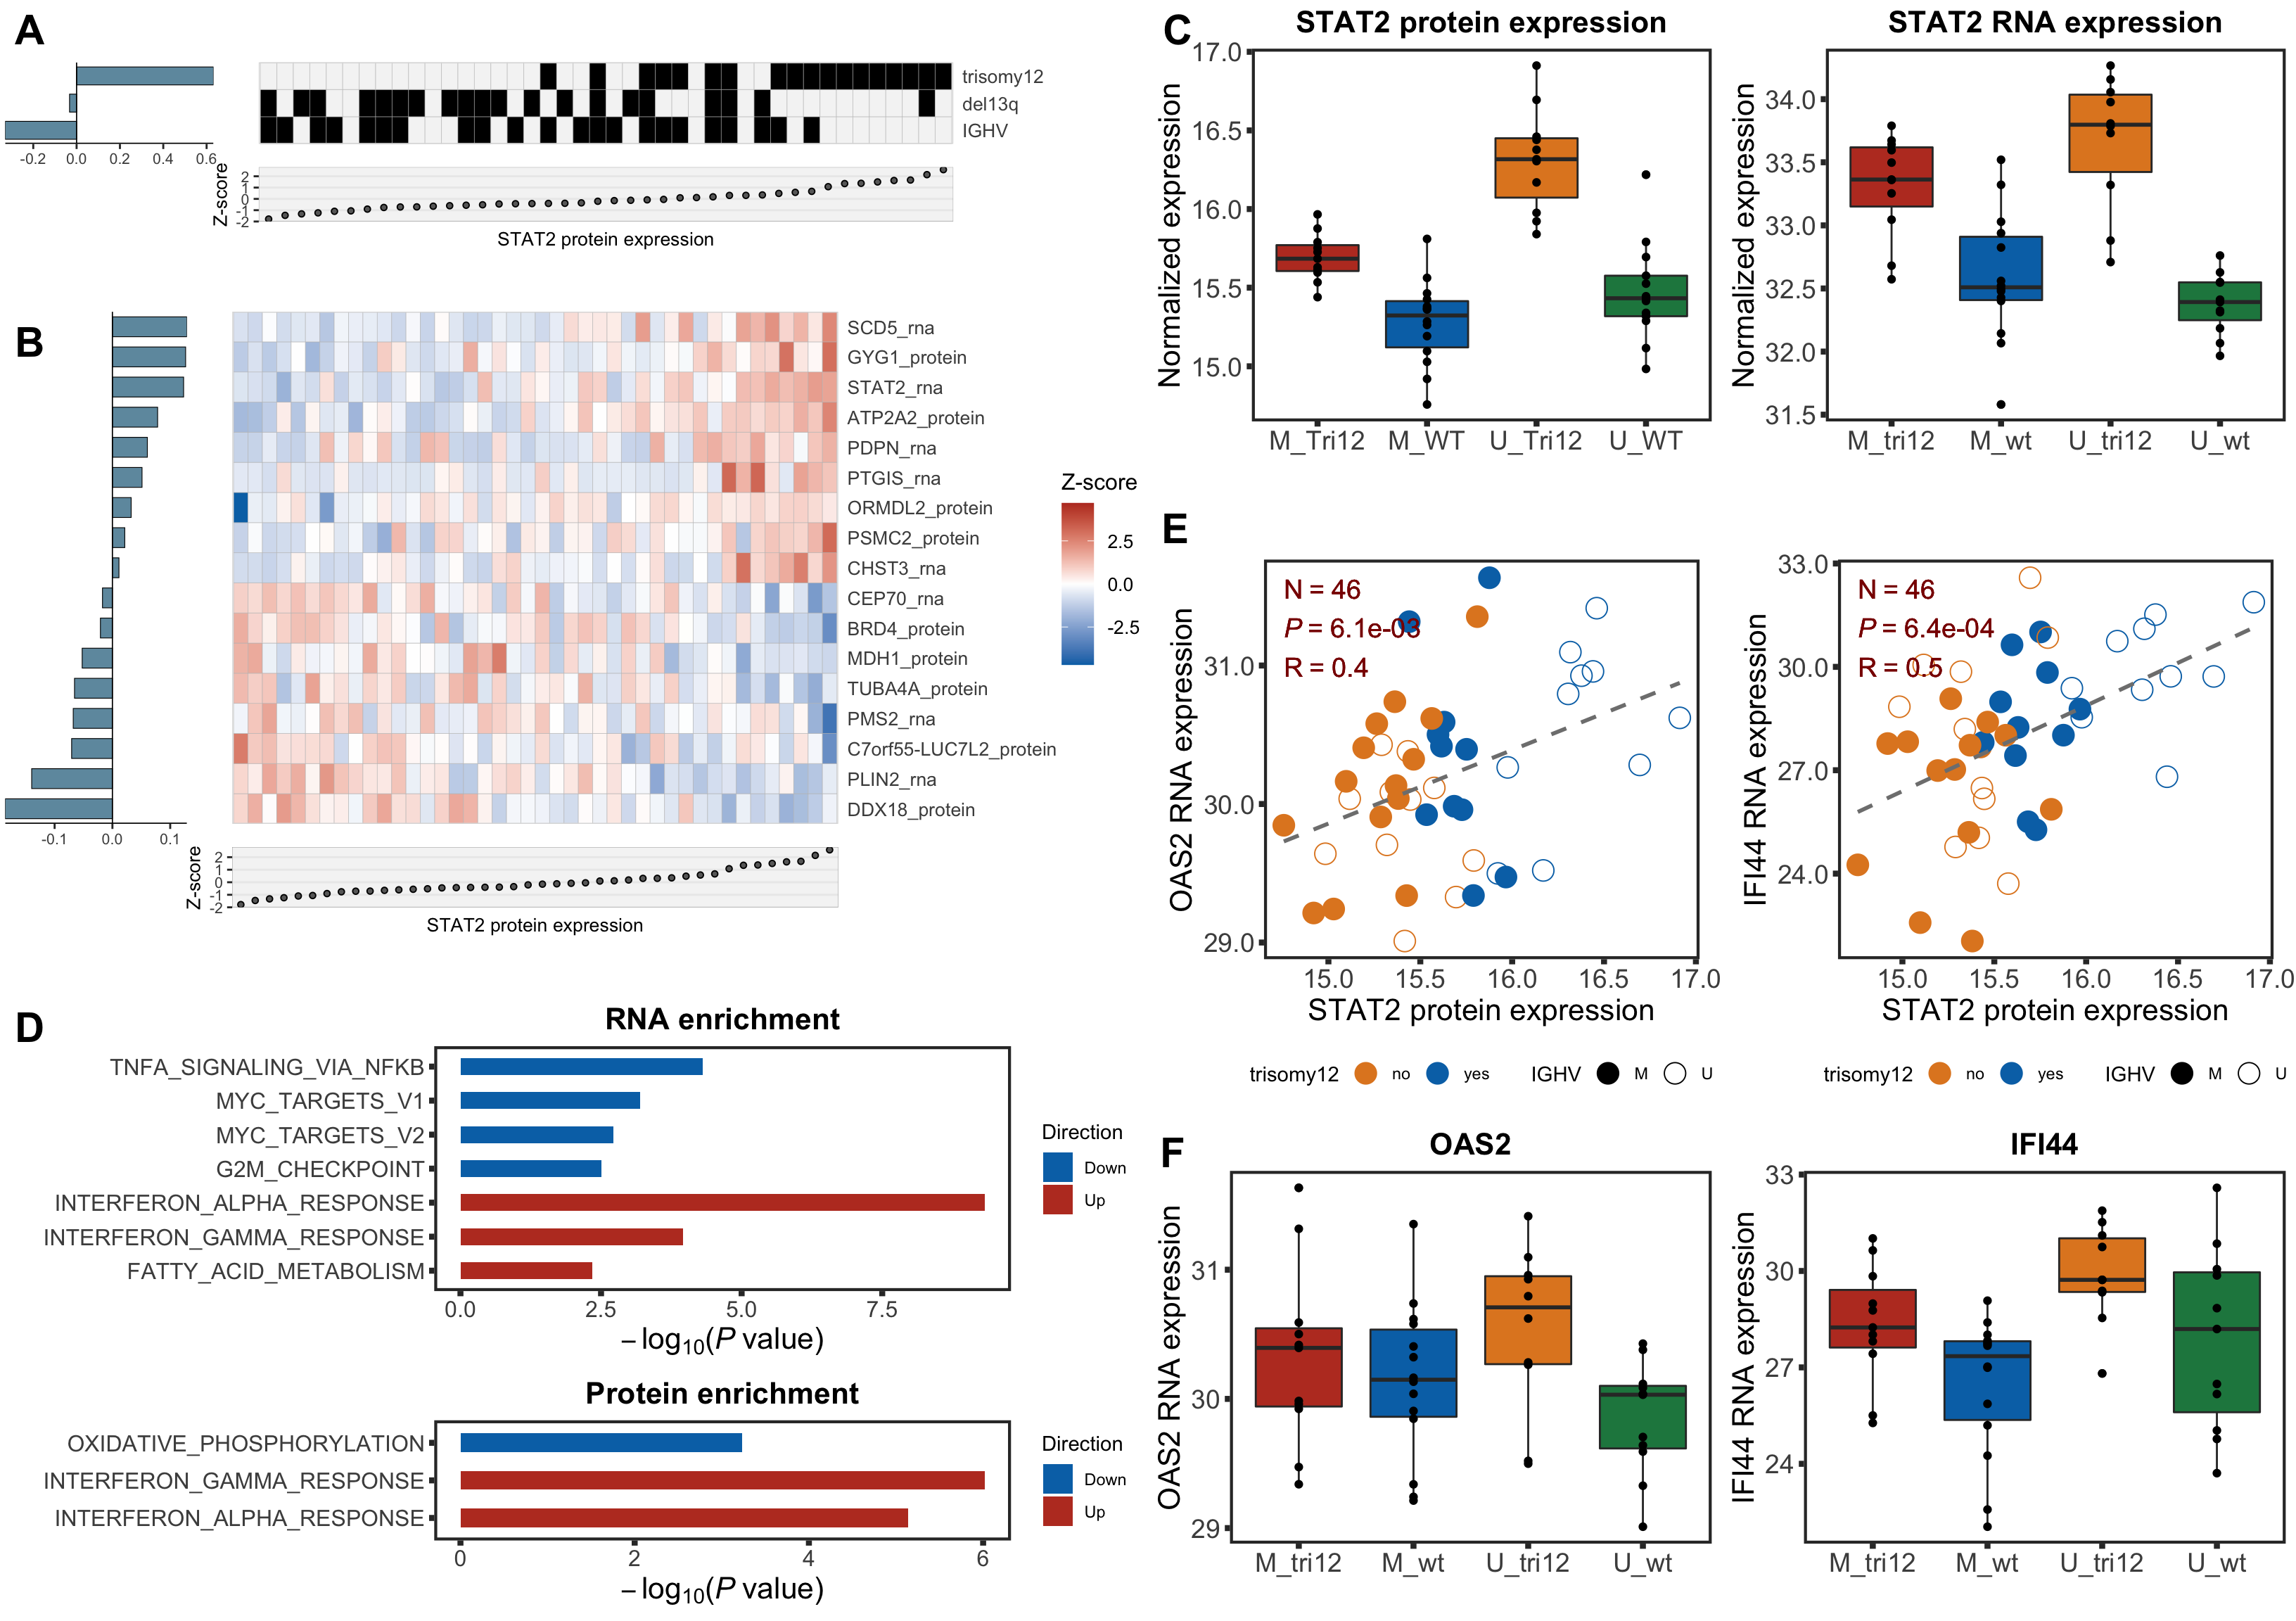 A
trisomy12
del13q
IGHV
-0.2 0.0 0.2 0.4 0.6
Z-score
2
1
0
-1
-2
STAT2 protein expression
B
SCD5_rna
GYG1_protein
STAT2_rna
ATP2A2_protein
PDPN_rna
PTGIS_rna
ORMDL2_protein
PSMC2_protein
CHST3_rna
CEP70_rna
BRD4_protein
MDH1_protein
TUBA4A_protein
PMS2_rna
C7orf55-LUC7L2_protein
PLIN2_rna
DDX18_protein
-0.1 0.0 0.1
Z-score
2.5
0.0
-2.5
Z-score
2
1
0
-1
-2
STAT2 protein expression
C
STAT2 protein expression
Normalized expression
17.0
16.5
16.0
15.5
15.0
M_Tri12 M_WT U_Tri12 U_WT
STAT2 RNA expression
Normalized expression
34.0
33.5
33.0
32.5
32.0
31.5
M_tri12 M_wt U_tri12 U_wt
D
RNA enrichment
TNFA_SIGNALING_VIA_NFKB
MYC_TARGETS_V1
MYC_TARGETS_V2
G2M_CHECKPOINT
INTERFERON_ALPHA_RESPONSE
INTERFERON_GAMMA_RESPONSE
FATTY_ACID_METABOLISM
0.0 2.5 5.0 7.5
−log10(P value)
Direction
Down
Up
Protein enrichment
OXIDATIVE_PHOSPHORYLATION
INTERFERON_GAMMA_RESPONSE
INTERFERON_ALPHA_RESPONSE
0 2 4 6
−log10(P value)
Direction
Down
Up
E
OAS2 RNA expression
31.0
30.0
29.0
N = 46
P = 6.1e-03
R = 0.4
15.0 15.5 16.0 16.5 17.0
STAT2 protein expression
trisomy12 no yes IGHV M U
IFI44 RNA expression
33.0
30.0
27.0
24.0
N = 46
P = 6.4e-04
R = 0.5
15.0 15.5 16.0 16.5 17.0
STAT2 protein expression
trisomy12 no yes IGHV M U
F
OAS2
OAS2 RNA expression
31
30
29
M_tri12 M_wt U_tri12 U_wt
IFI44
IFI44 RNA expression
33
30
27
24
M_tri12 M_wt U_tri12 U_wt